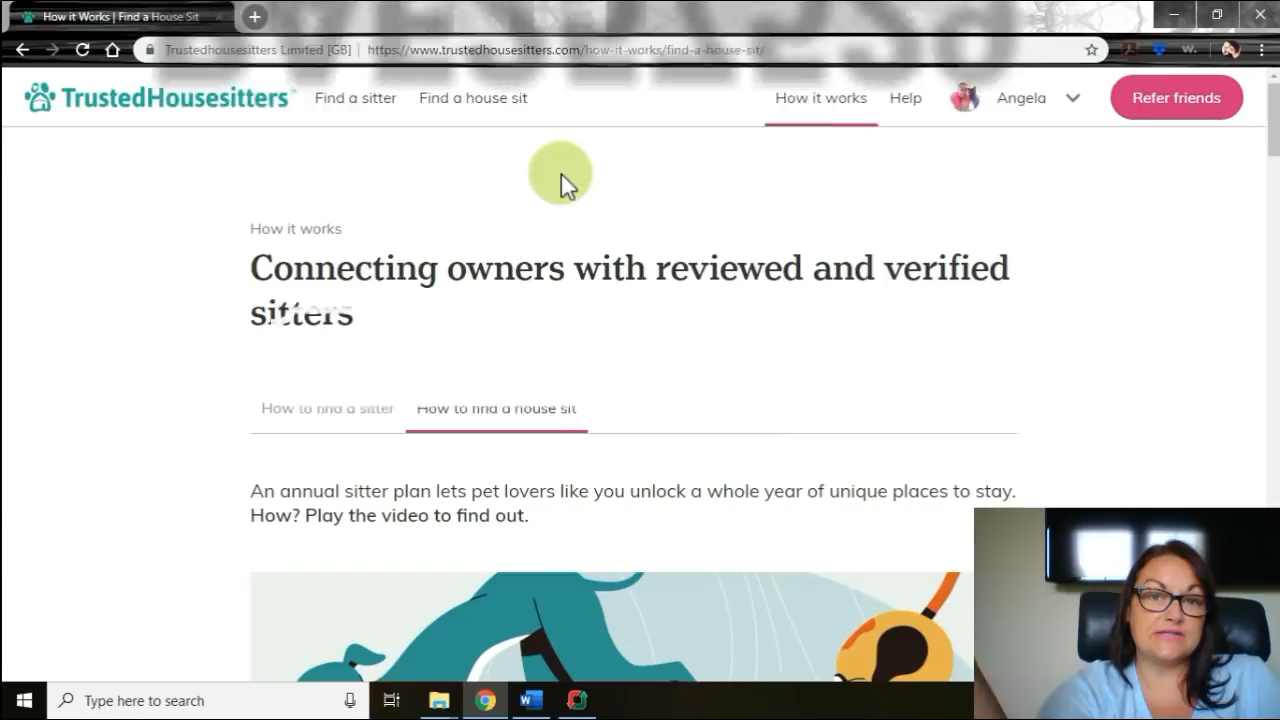 How it Works | Find a House Sit
Trustedhousesitters Limited [GB] | https://www.trustedhousesitters.com/how-it-works/find-a-house-sit/
TrustedHousesitters Find a sitter Find a house sit How it works Help Angela Refer friends
How it works
Connecting owners with reviewed and verified
sitters
How to find a sitter How to find a house sit
An annual sitter plan lets pet lovers like you unlock a whole year of unique places to stay.
How? Play the video to find out.
Type here to search